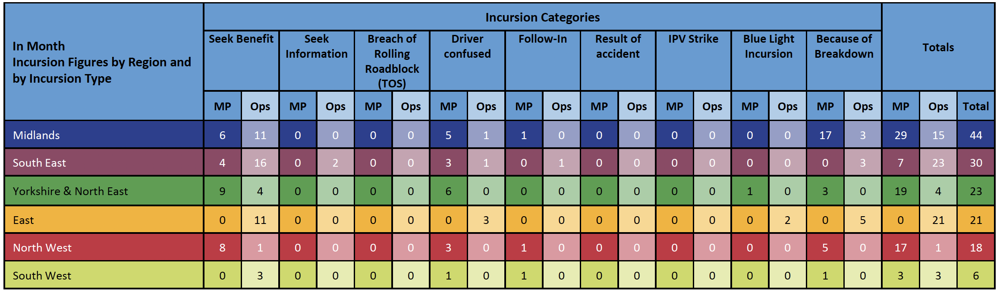 In Month
Incursion Figures by Region and
by Incursion Type
Incursion Categories
Totals
Seek Benefit
Seek
Information
Breach of
Rolling
Roadblock
(TOS)
Driver
confused
Follow-In
Result of
accident
IPV Strike
Blue Light
Incursion
Because of
Breakdown
MP Ops MP Ops MP Ops MP Ops MP Ops MP Ops MP Ops MP Ops MP Ops MP Ops Total
Midlands 6 11 0 0 0 0 5 1 1 0 0 0 0 0 0 0 17 3 29 15 44
South East 4 16 0 2 0 0 3 1 0 1 0 0 0 0 0 0 0 3 7 23 30
Yorkshire & North East 9 4 0 0 0 0 6 0 0 0 0 0 0 0 1 0 3 0 19 4 23
East 0 11 0 0 0 0 0 3 0 0 0 0 0 0 0 2 0 5 0 21 21
North West 8 1 0 0 0 0 3 0 1 0 0 0 0 0 0 0 5 0 17 1 18
South West 0 3 0 0 0 0 1 0 1 0 0 0 0 0 0 0 1 0 3 3 6